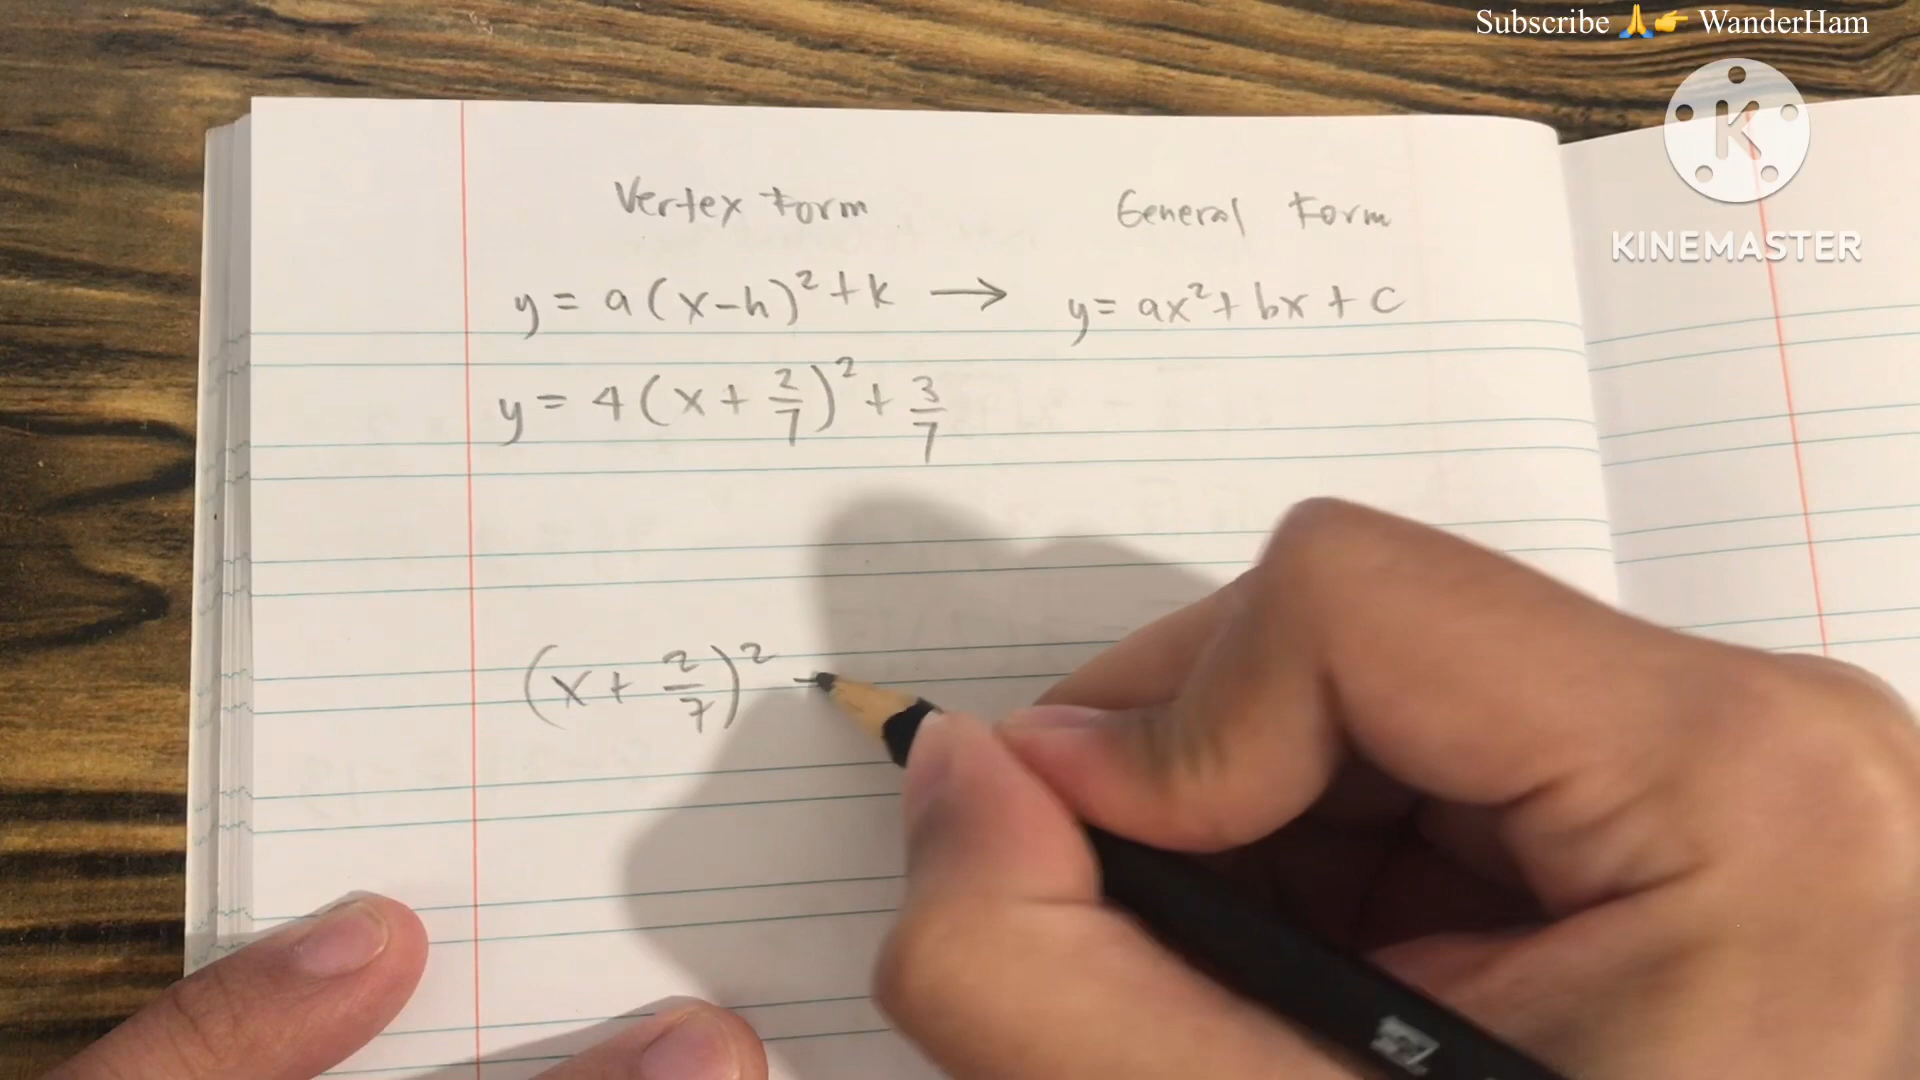 Subscribe 🙏👉 WanderHam
KINEMASTER
Vertex Form General Form
y = a(x-h)² + k → y = ax² + bx + c
y = 4(x + 2/7)² + 3/7
(x + 2/7)² -